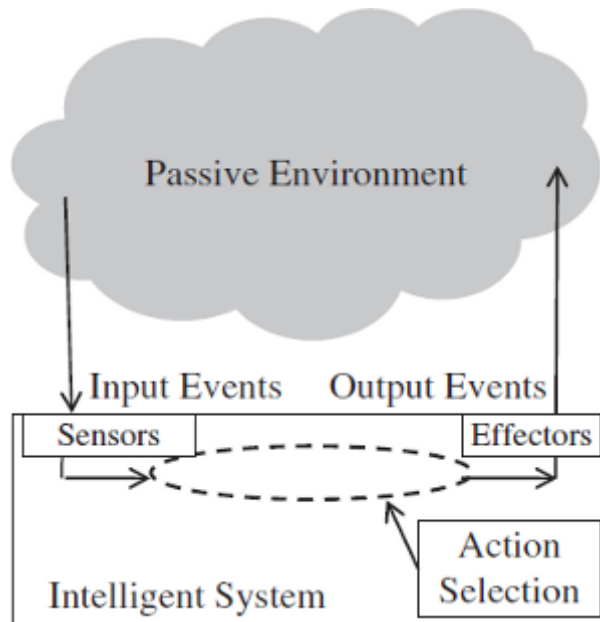 Passive Environment
Input Events
Output Events
Sensors
Effectors
Action
Selection
Intelligent System